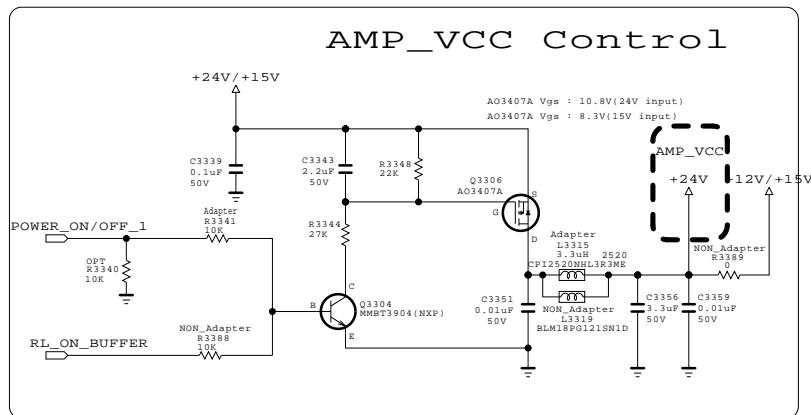 AMP_VCC Control
+24V/+15V
AO3407A Vgs : 10.8V(24V input)
AO3407A Vgs : 8.3V(15V input)
C3339
0.1uF
50V
C3343
2.2uF
50V
R3348
22K
Q3306
AO3407A
S
G
D
AMP_VCC
+24V
+12V/+15V
POWER_ON/OFF_1
Adapter
R3341
10K
R3344
27K
OPT
R3340
10K
Adapter
L3315
3.3uH
2520
CPI2520NHL3R3ME
NON_Adapter
R3389
0
NON_Adapter
L3319
BLM18PG121SN1D
C3351
0.01uF
50V
C3356
3.3uF
50V
C3359
0.01uF
50V
C
B
E
Q3304
MMBT3904(NXP)
NON_Adapter
R3388
10K
RL_ON_BUFFER